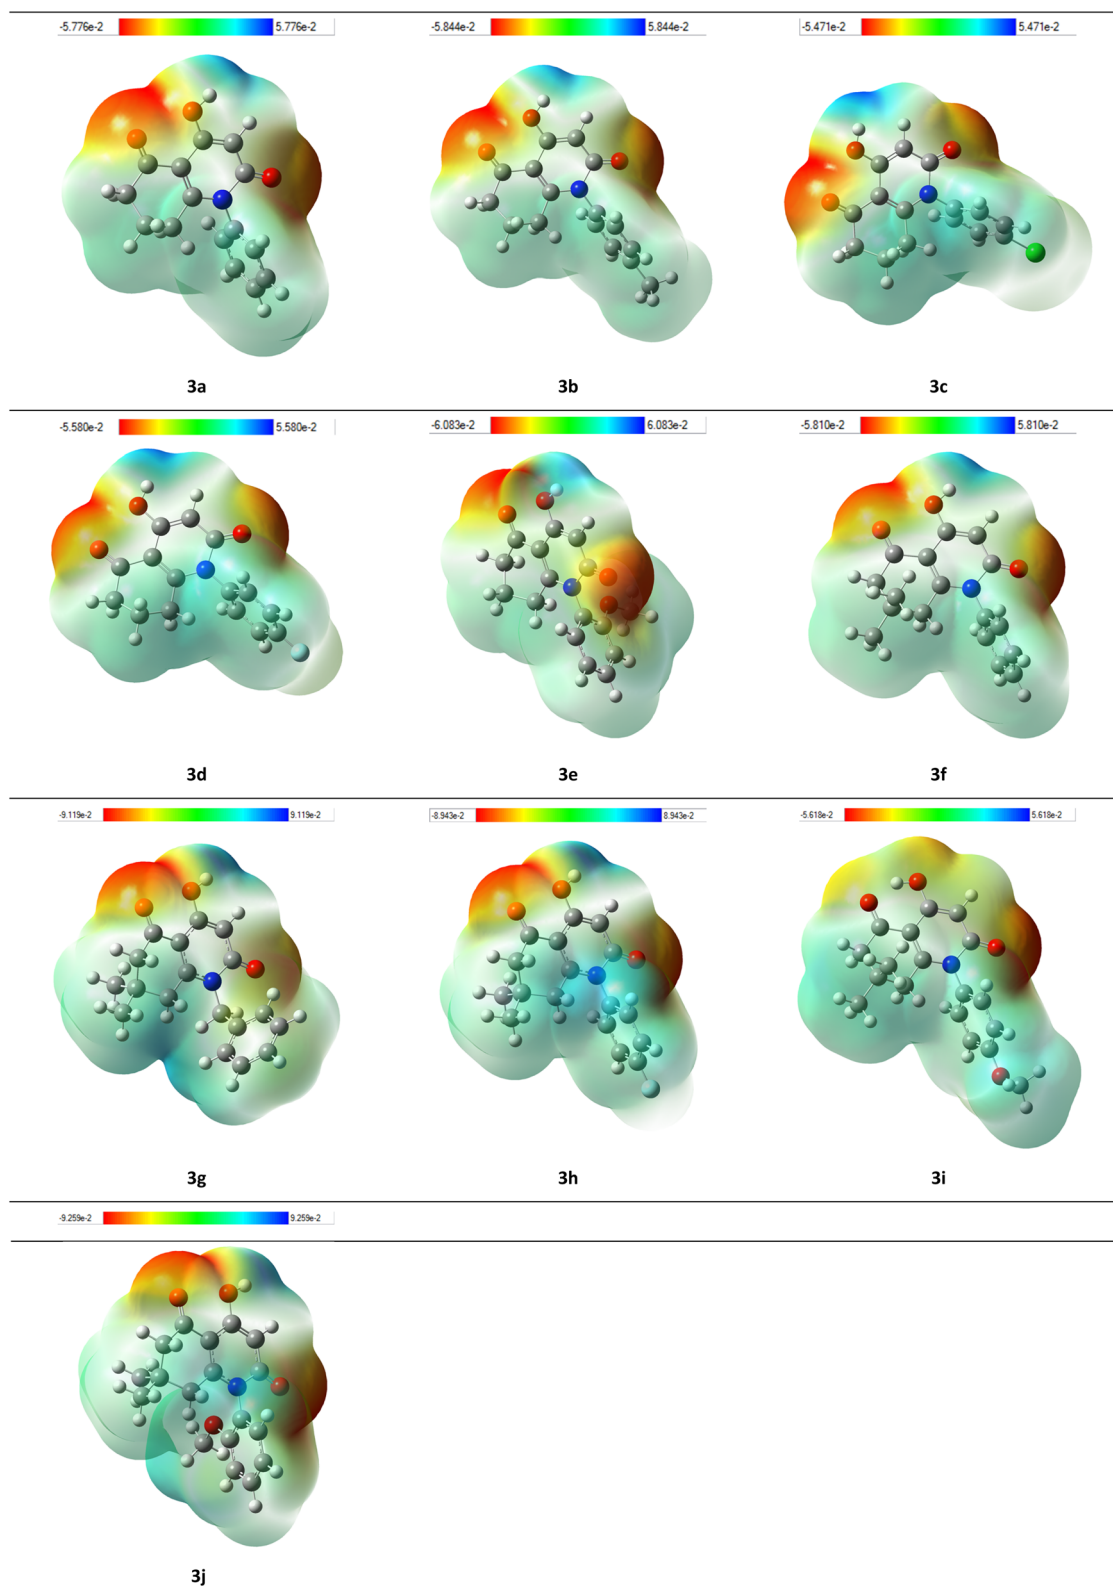 -5.776e-2 5.776e-2 -5.844e-2 5.844e-2 -5.471e-2 5.471e-2
3a 3b 3c
-5.580e-2 5.580e-2 -6.083e-2 6.083e-2 -5.810e-2 5.810e-2
3d 3e 3f
-9.119e-2 9.119e-2 -8.943e-2 8.943e-2 -5.618e-2 5.618e-2
3g 3h 3i
-9.259e-2 9.259e-2
3j